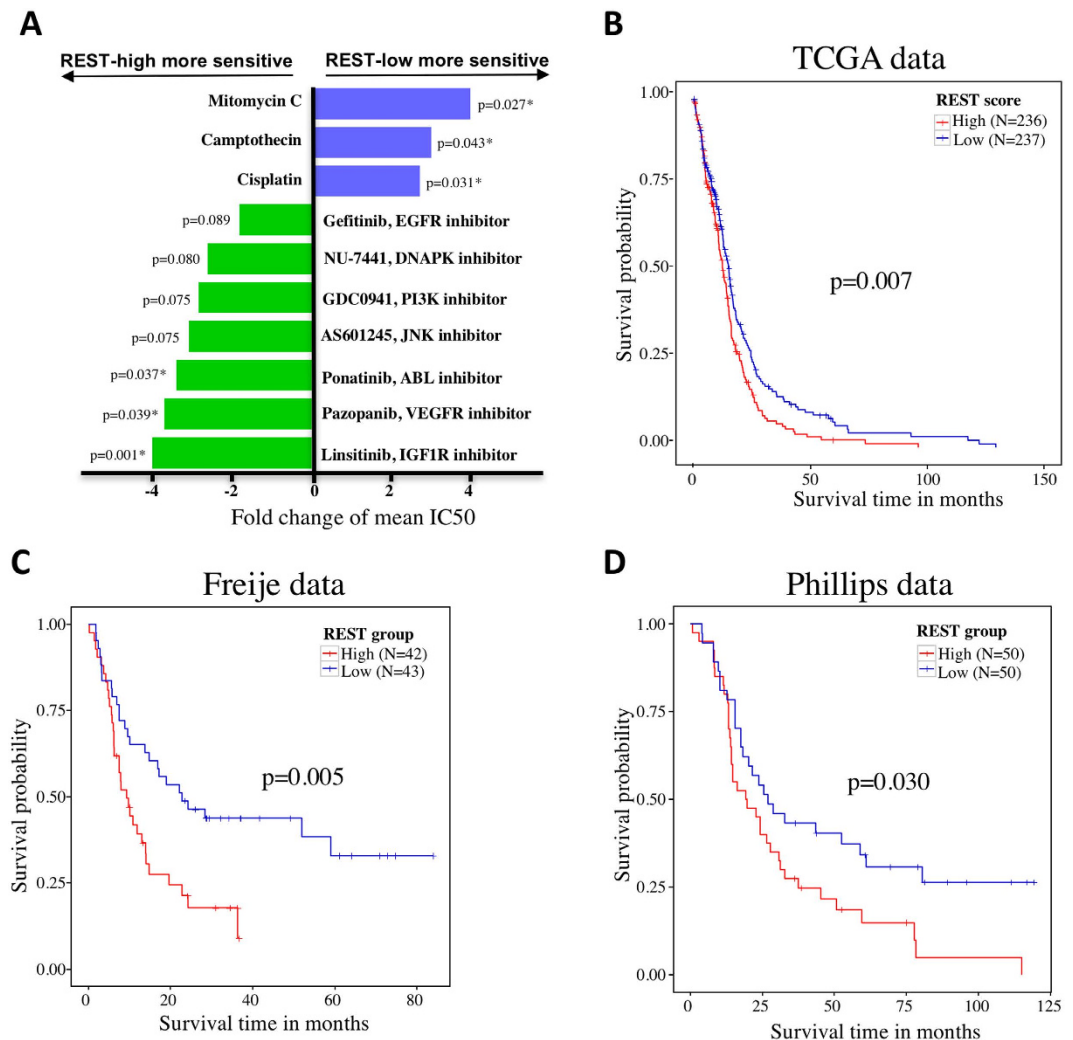 A
REST-high more sensitive
REST-low more sensitive
Mitomycin C
p=0.027*
Camptothecin
p=0.043*
Cisplatin
p=0.031*
p=0.089
Gefitinib, EGFR inhibitor
p=0.080
NU-7441, DNAPK inhibitor
p=0.075
GDC0941, PI3K inhibitor
p=0.075
AS601245, JNK inhibitor
p=0.037*
Ponatinib, ABL inhibitor
p=0.039*
Pazopanib, VEGFR inhibitor
p=0.001*
Linsitinib, IGF1R inhibitor
-4 -2 0 2 4
Fold change of mean IC50
B
TCGA data
REST score
High (N=236)
Low (N=237)
p=0.007
1.00
0.75
0.50
0.25
0.00
Survival probability
0 50 100 150
Survival time in months
C
Freije data
REST group
High (N=42)
Low (N=43)
p=0.005
1.00
0.75
0.50
0.25
0.00
Survival probability
0 20 40 60 80
Survival time in months
D
Phillips data
REST group
High (N=50)
Low (N=50)
p=0.030
1.00
0.75
0.50
0.25
0.00
Survival probability
0 25 50 75 100 125
Survival time in months